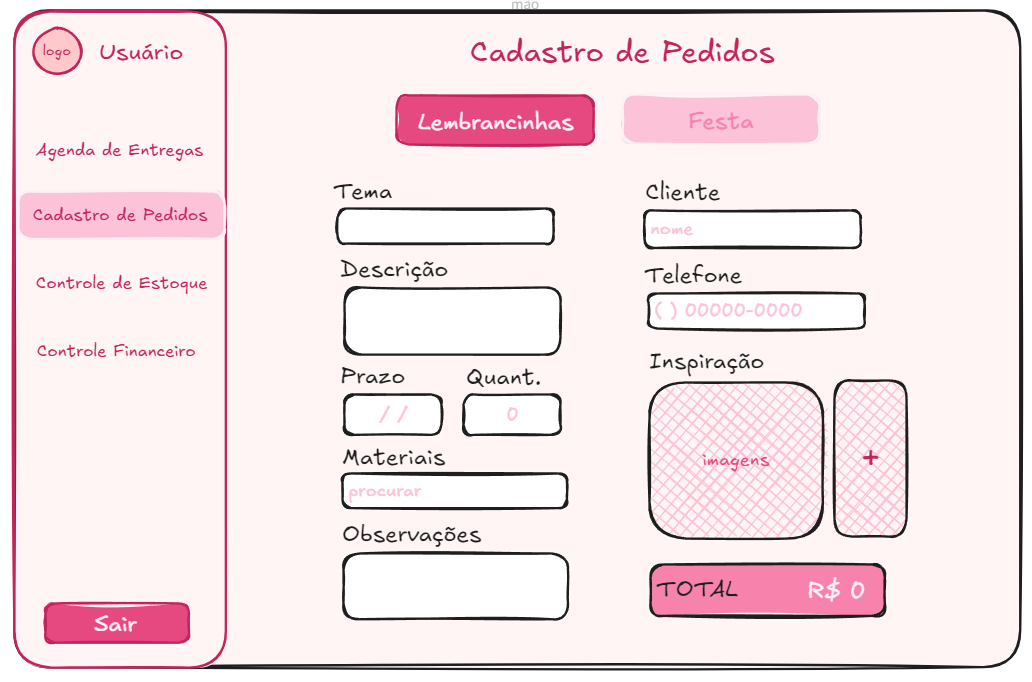 mão
logo
Usuário
Agenda de Entregas
Cadastro de Pedidos
Controle de Estoque
Controle Financeiro
Sair
Cadastro de Pedidos
Lembrancinhas
Festa
Tema
Descrição
Prazo
Quant.
/ /
0
Materiais
procurar
Observações
Cliente
nome
Telefone
( ) 00000-0000
Inspiração
imagens
+
TOTAL R$ 0